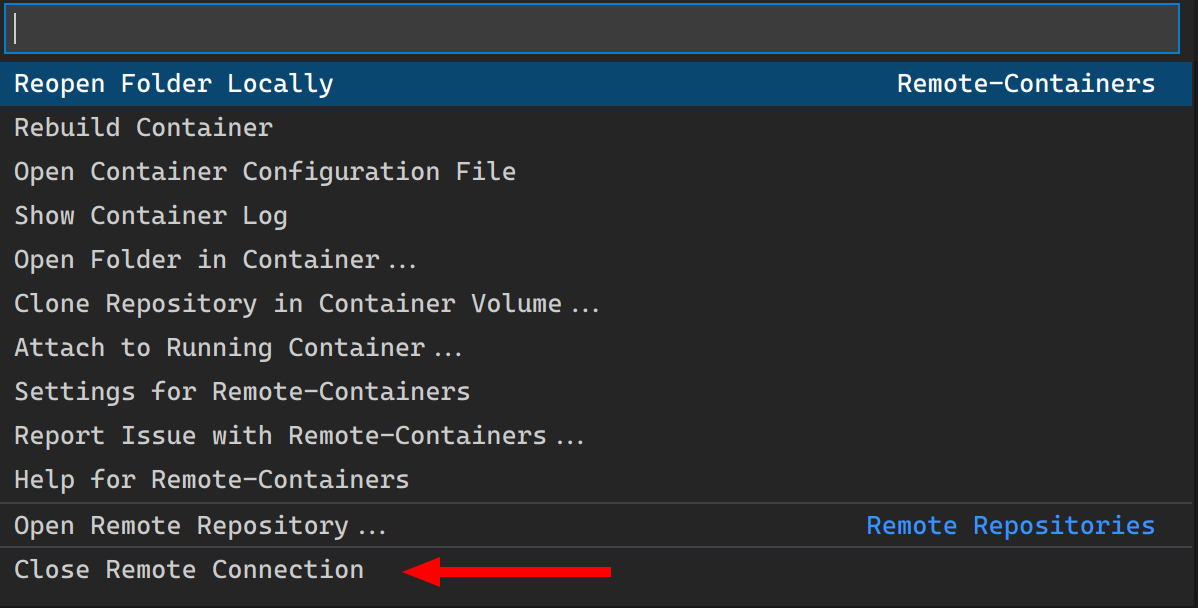 Reopen Folder Locally Remote-Containers
Rebuild Container
Open Container Configuration File
Show Container Log
Open Folder in Container...
Clone Repository in Container Volume...
Attach to Running Container...
Settings for Remote-Containers
Report Issue with Remote-Containers...
Help for Remote-Containers
Open Remote Repository... Remote Repositories
Close Remote Connection